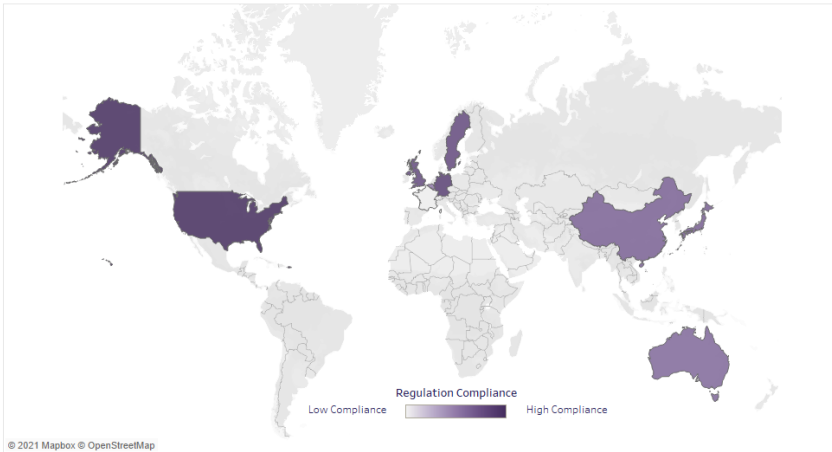 Regulation Compliance
Low Compliance
High Compliance
© 2021 Mapbox © OpenStreetMap